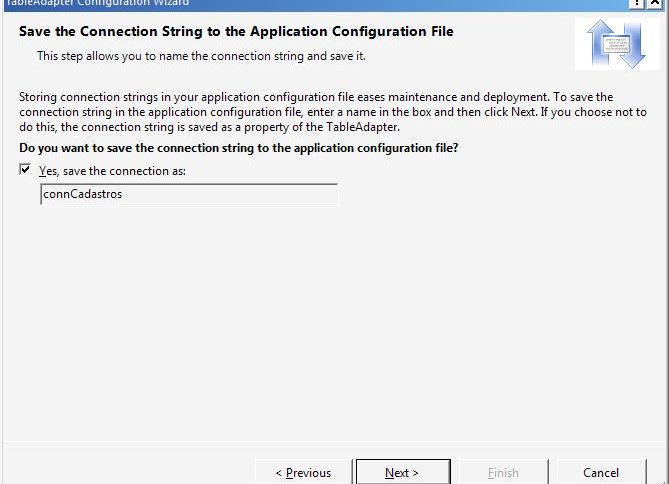 TableAdapter Configuration Wizard
Save the Connection String to the Application Configuration File
This step allows you to name the connection string and save it.
Storing connection strings in your application configuration file eases maintenance and deployment. To save the
connection string in the application configuration file, enter a name in the box and then click Next. If you choose not to
do this, the connection string is saved as a property of the TableAdapter.
Do you want to save the connection string to the application configuration file?
Yes, save the connection as:
connCadastros
< Previous
Next >
Finish
Cancel